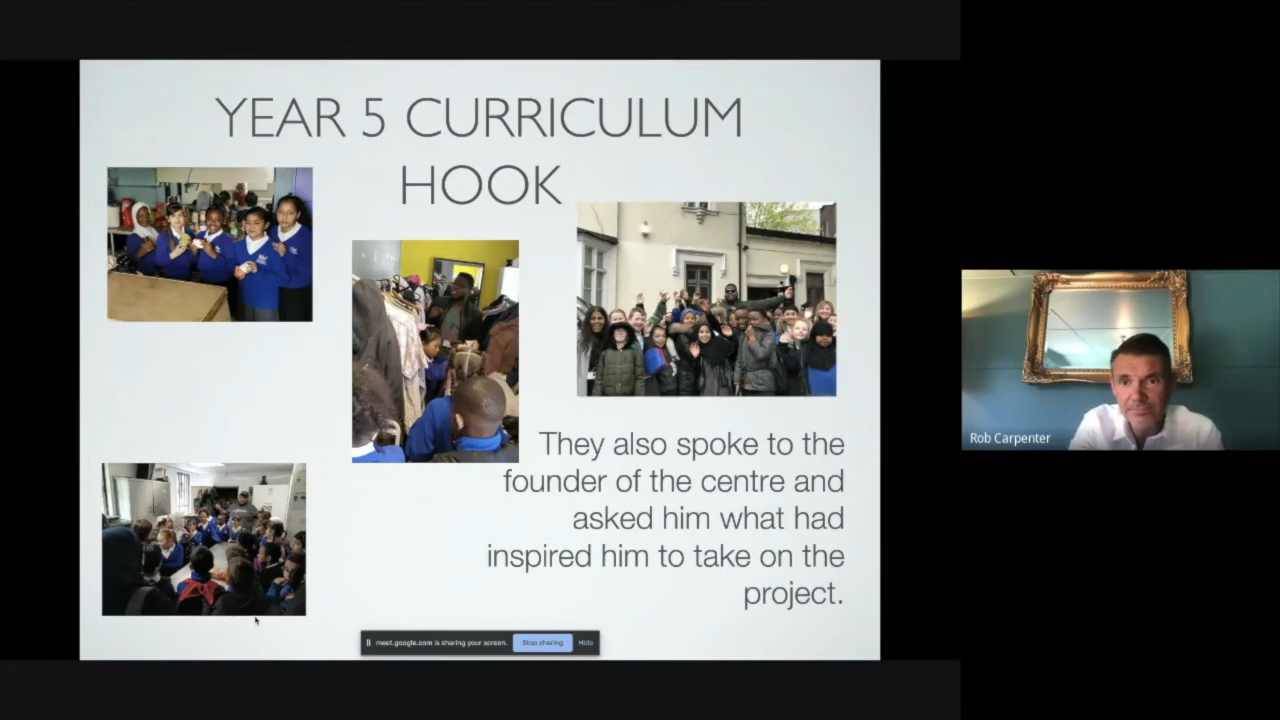 YEAR 5 CURRICULUM
HOOK
They also spoke to the
founder of the centre and
asked him what had
inspired him to take on the
project.
meet.google.com is sharing your screen.
Stop sharing
Hide
Rob Carpenter